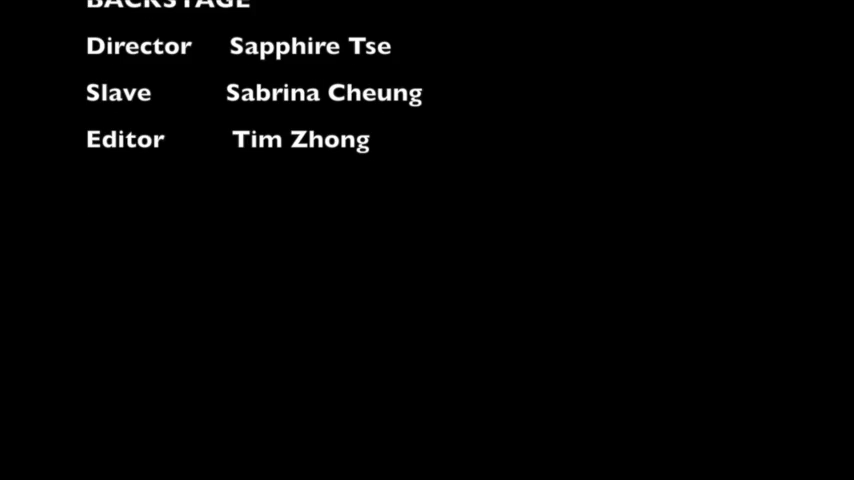 BACKSTAGE
Director Sapphire Tse
Slave Sabrina Cheung
Editor Tim Zhong